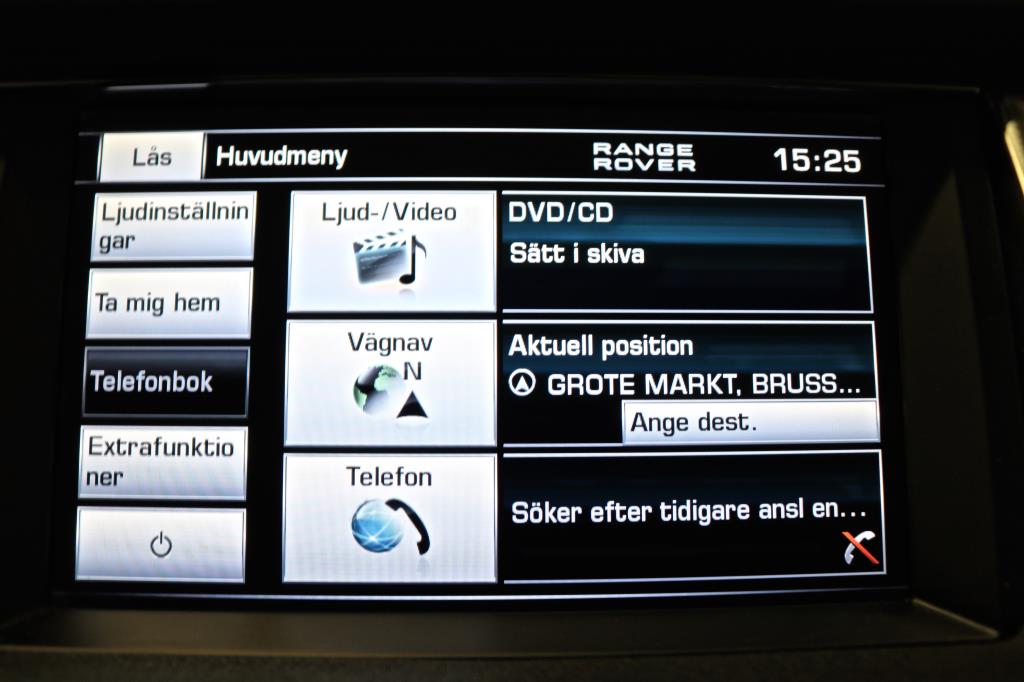 Lås
Huvudmeny
RANGE
ROVER
15:25
Ljudinställnin
gar
Ta mig hem
Telefonbok
Extrafunktio
ner
Ljud-/Video
DVD/CD
Sätt i skiva
Vägnav
N
Aktuell position
GROTE MARKT, BRUSS...
Ange dest.
Telefon
Söker efter tidigare ansl en...